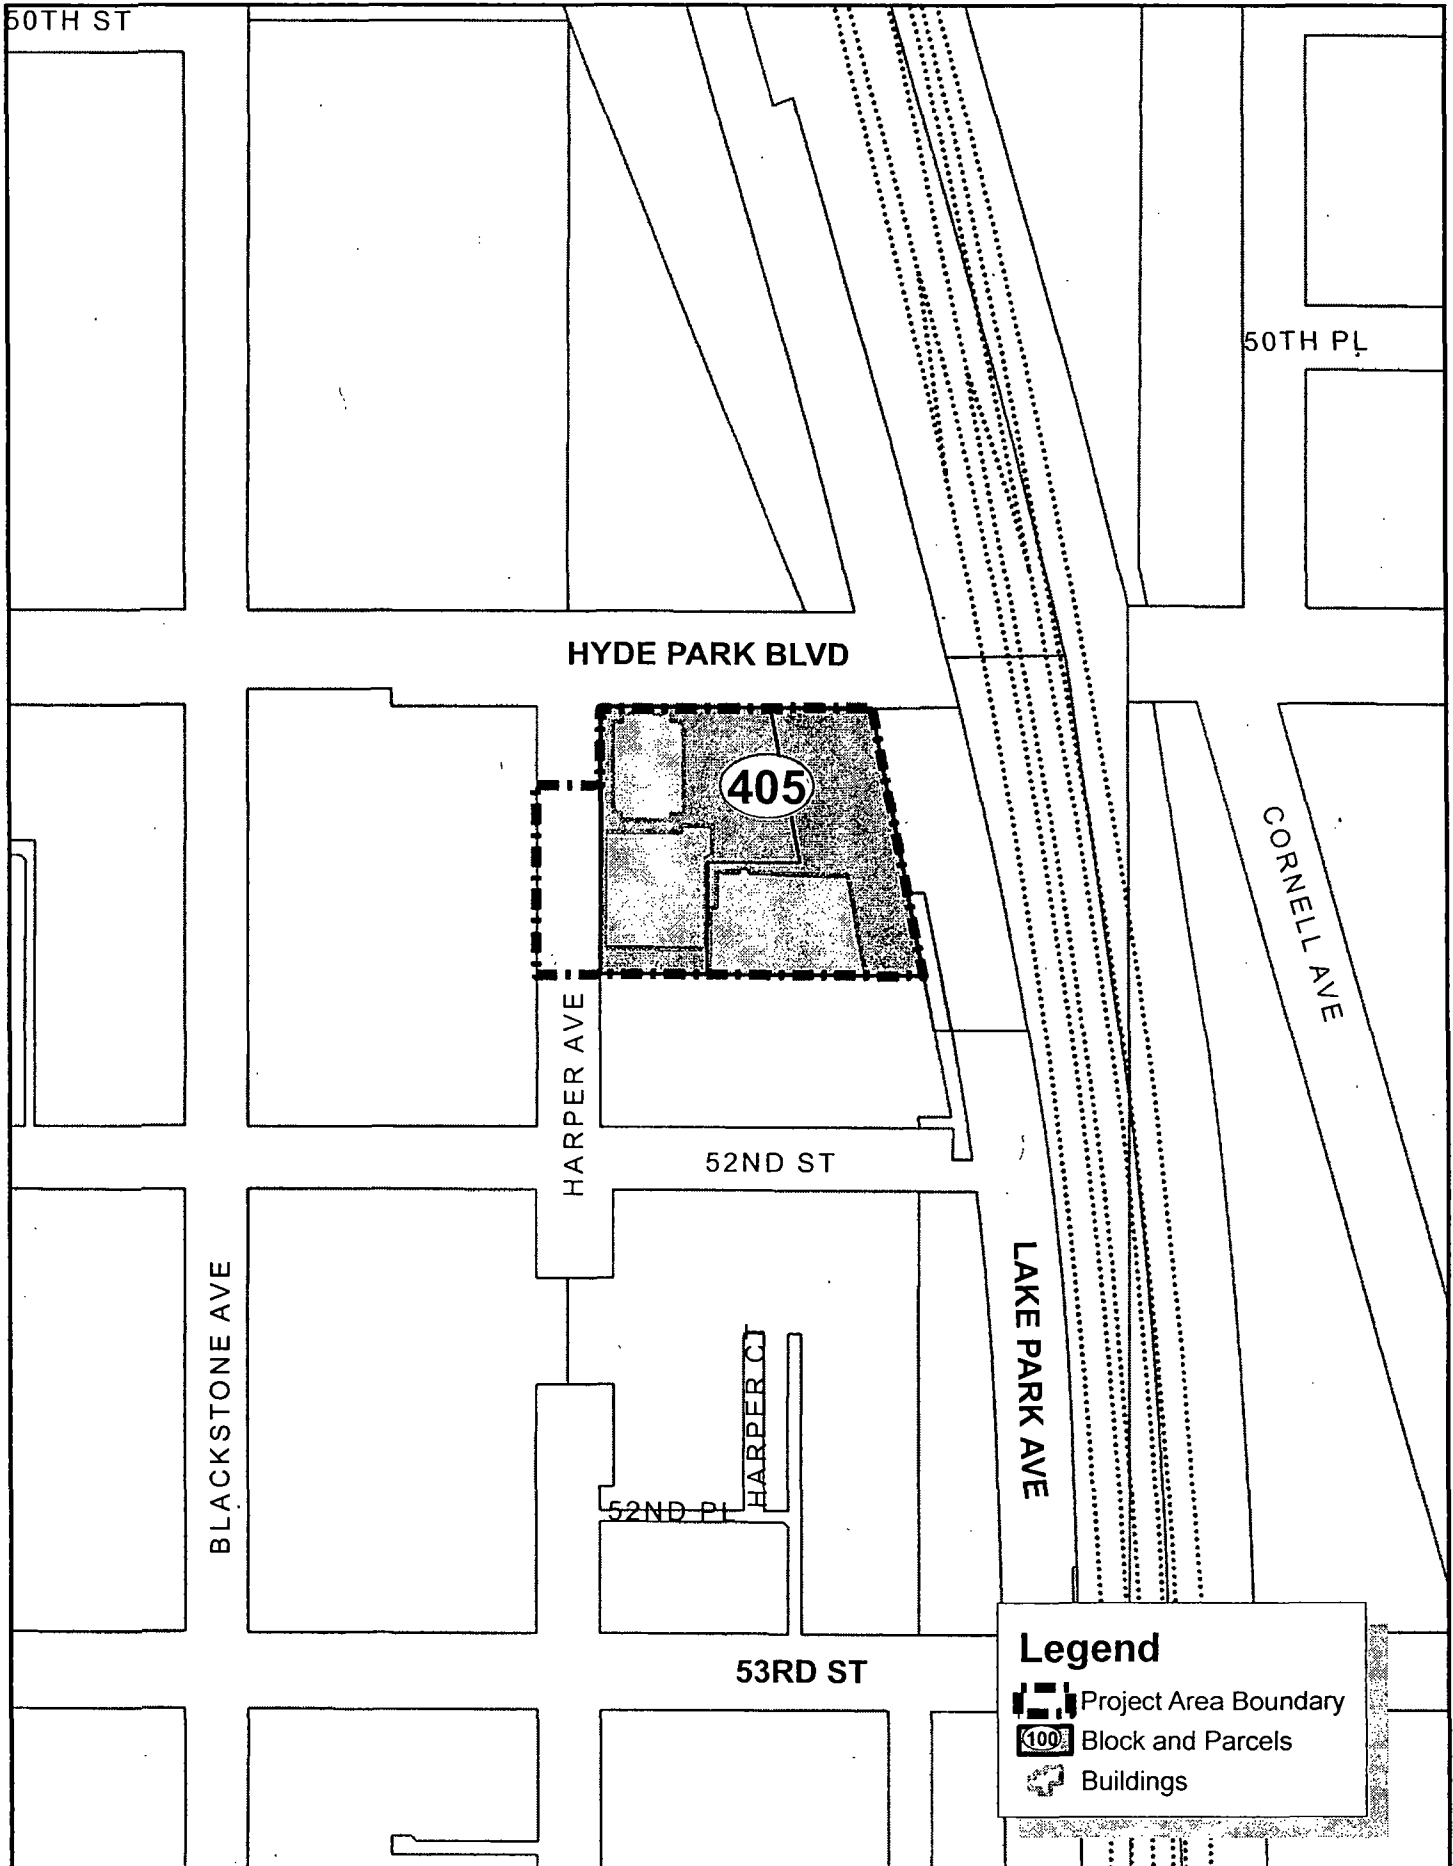 50TH ST
50TH PL
HYDE PARK BLVD
405
CORNELL AVE
HARPER AVE
52ND ST
BLACKSTONE AVE
LAKE PARK AVE
HARPER CT
52ND PL
53RD ST
Legend
Project Area Boundary
100 Block and Parcels
Buildings